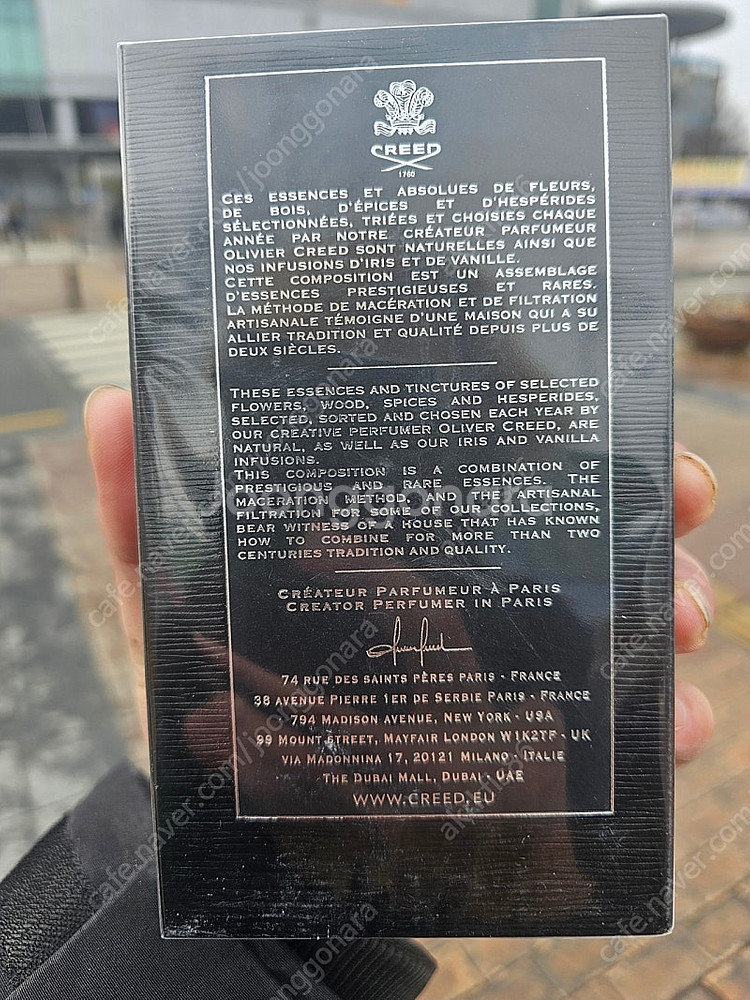 CREED
1760
CES ESSENCES ET ABSOLUES DE FLEURS,
DE BOIS, D'ÉPICES ET D'HESPÉRIDES
SÉLECTIONNÉES, TRIÉES ET CHOISIES CHAQUE
ANNÉE PAR NOTRE CRÉATEUR PARFUMEUR
OLIVIER CREED SONT NATURELLES AINSI QUE
NOS INFUSIONS D'IRIS ET DE VANILLE.
CETTE COMPOSITION EST UN ASSEMBLAGE
D'ESSENCES PRESTIGIEUSES ET RARES.
LA MÉTHODE DE MACÉRATION ET DE FILTRATION
ARTISANALE TÉMOIGNE D'UNE MAISON QUI A SU
ALLIER TRADITION ET QUALITÉ DEPUIS PLUS DE
DEUX SIÈCLES.
THESE ESSENCES AND TINCTURES OF SELECTED
FLOWERS, WOOD, SPICES AND HESPERIDES,
SELECTED, SORTED AND CHOSEN EACH YEAR BY
OUR CREATIVE PERFUMER OLIVER CREED, ARE
NATURAL, AS WELL AS OUR IRIS AND VANILLA
INFUSIONS.
THIS COMPOSITION IS A COMBINATION OF
PRESTIGIOUS AND RARE ESSENCES. THE
MACERATION METHOD, AND THE ARTISANAL
FILTRATION FOR SOME OF OUR COLLECTIONS,
BEAR WITNESS OF A HOUSE THAT HAS KNOWN
HOW TO COMBINE FOR MORE THAN TWO
CENTURIES TRADITION AND QUALITY.
CRÉATEUR PARFUMEUR À PARIS
CREATOR PERFUMER IN PARIS
74 RUE DES SAINTS PÈRES PARIS - FRANCE
38 AVENUE PIERRE 1ER DE SERBIE PARIS - FRANCE
794 MADISON AVENUE, NEW YORK - USA
99 MOUNT STREET, MAYFAIR LONDON W1K2TF - UK
VIA MADONNINA 17, 20121 MILANO - ITALIE
THE DUBAI MALL, DUBAI - UAE
WWW.CREED.EU
cafe.naver.com/joonggonara
joonggonara